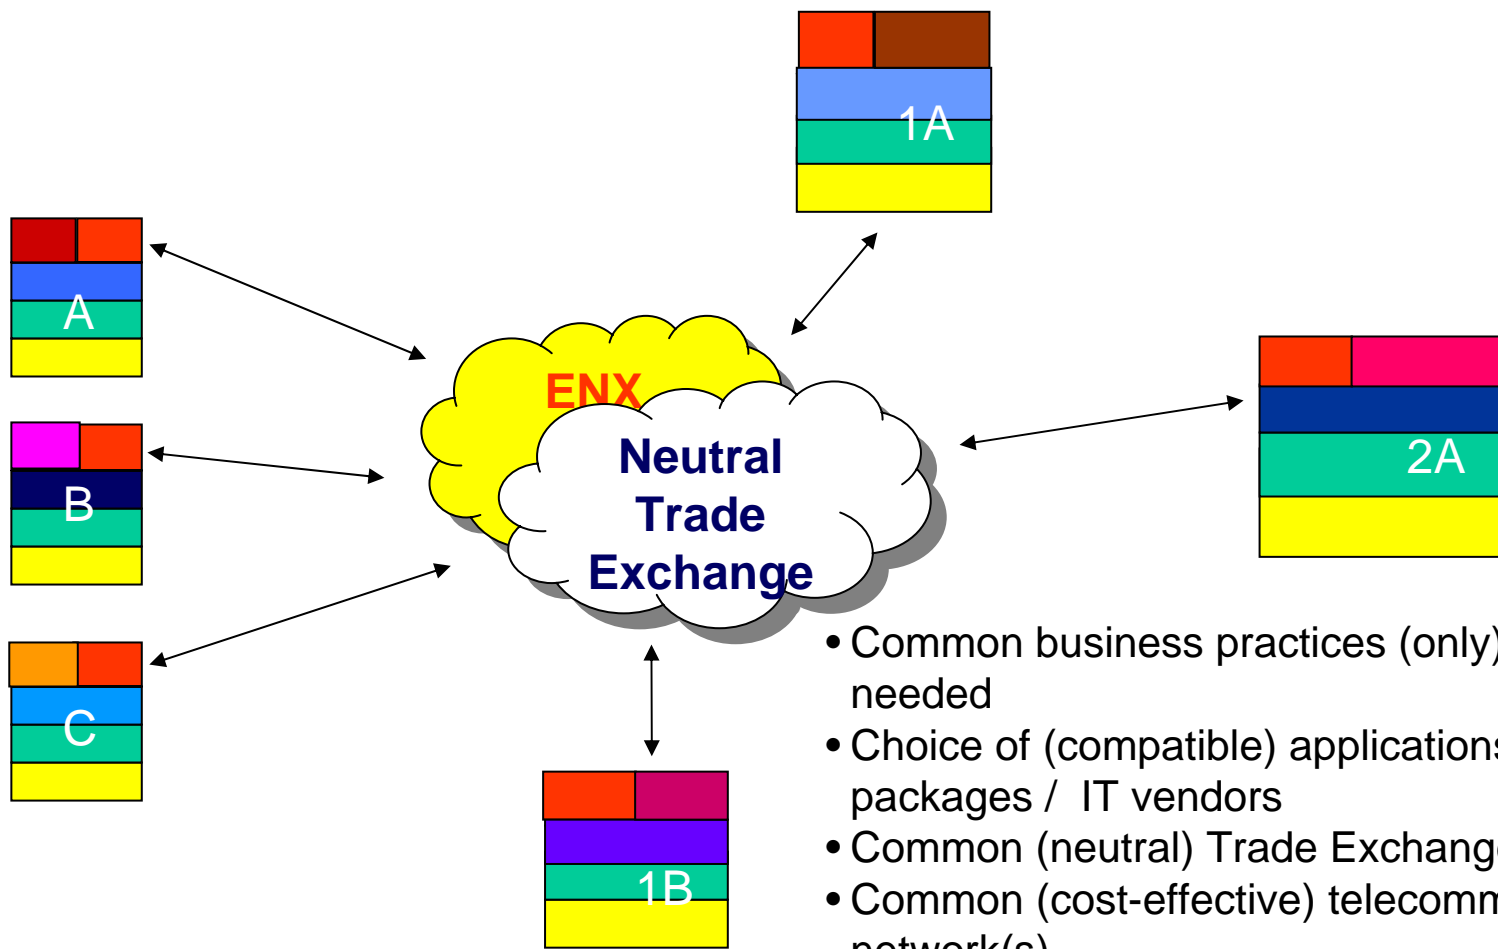 1A
A
ENX
Neutral
Trade
Exchange
2A
B
C
1B
• Common business practices (only)
needed
• Choice of (compatible) applications
packages / IT vendors
• Common (neutral) Trade Exchange
• Common (cost-effective) telecomm
network(s)